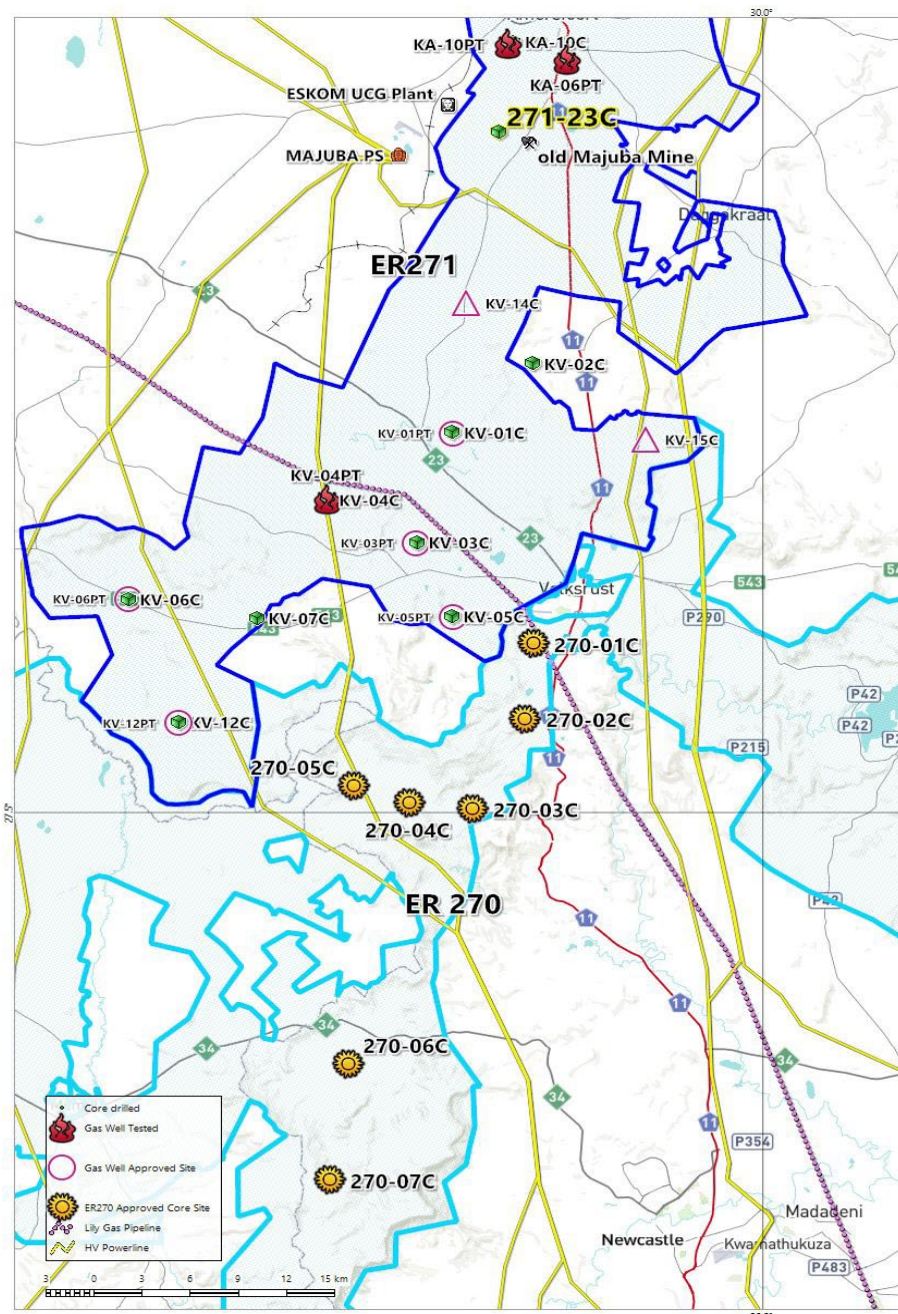 30.0°
KA-10PT
KA-10C
KA-06PT
ESKOM UCG Plant
11
271-23C
MAJUBA PS
old Majuba Mine
ER271
23
KV-14C
11
KV-02C
11
KV-01PT
KV-01C
KV-15C
23
KV-04PT
KV-04C
11
KV-03PT
KV-03C
23
Volksrust
543
KV-06PT
KV-06C
KV-07C
KV-05PT
KV-05C
P290
270-01C
P42
KV-12PT
KV-12C
270-02C
P42
P215
11
270-05C
27.5°
270-04C
270-03C
ER 270
P42
11
11
34
34
270-06C
34
34
Core drilled
Gas Well Tested
11
P354
Gas Well Approved Site
270-07C
ER270 Approved Core Site
Lily Gas Pipeline
HV Powerline
Madadeni
Newcastle
P483
3 0 3 6 9 12 15 km